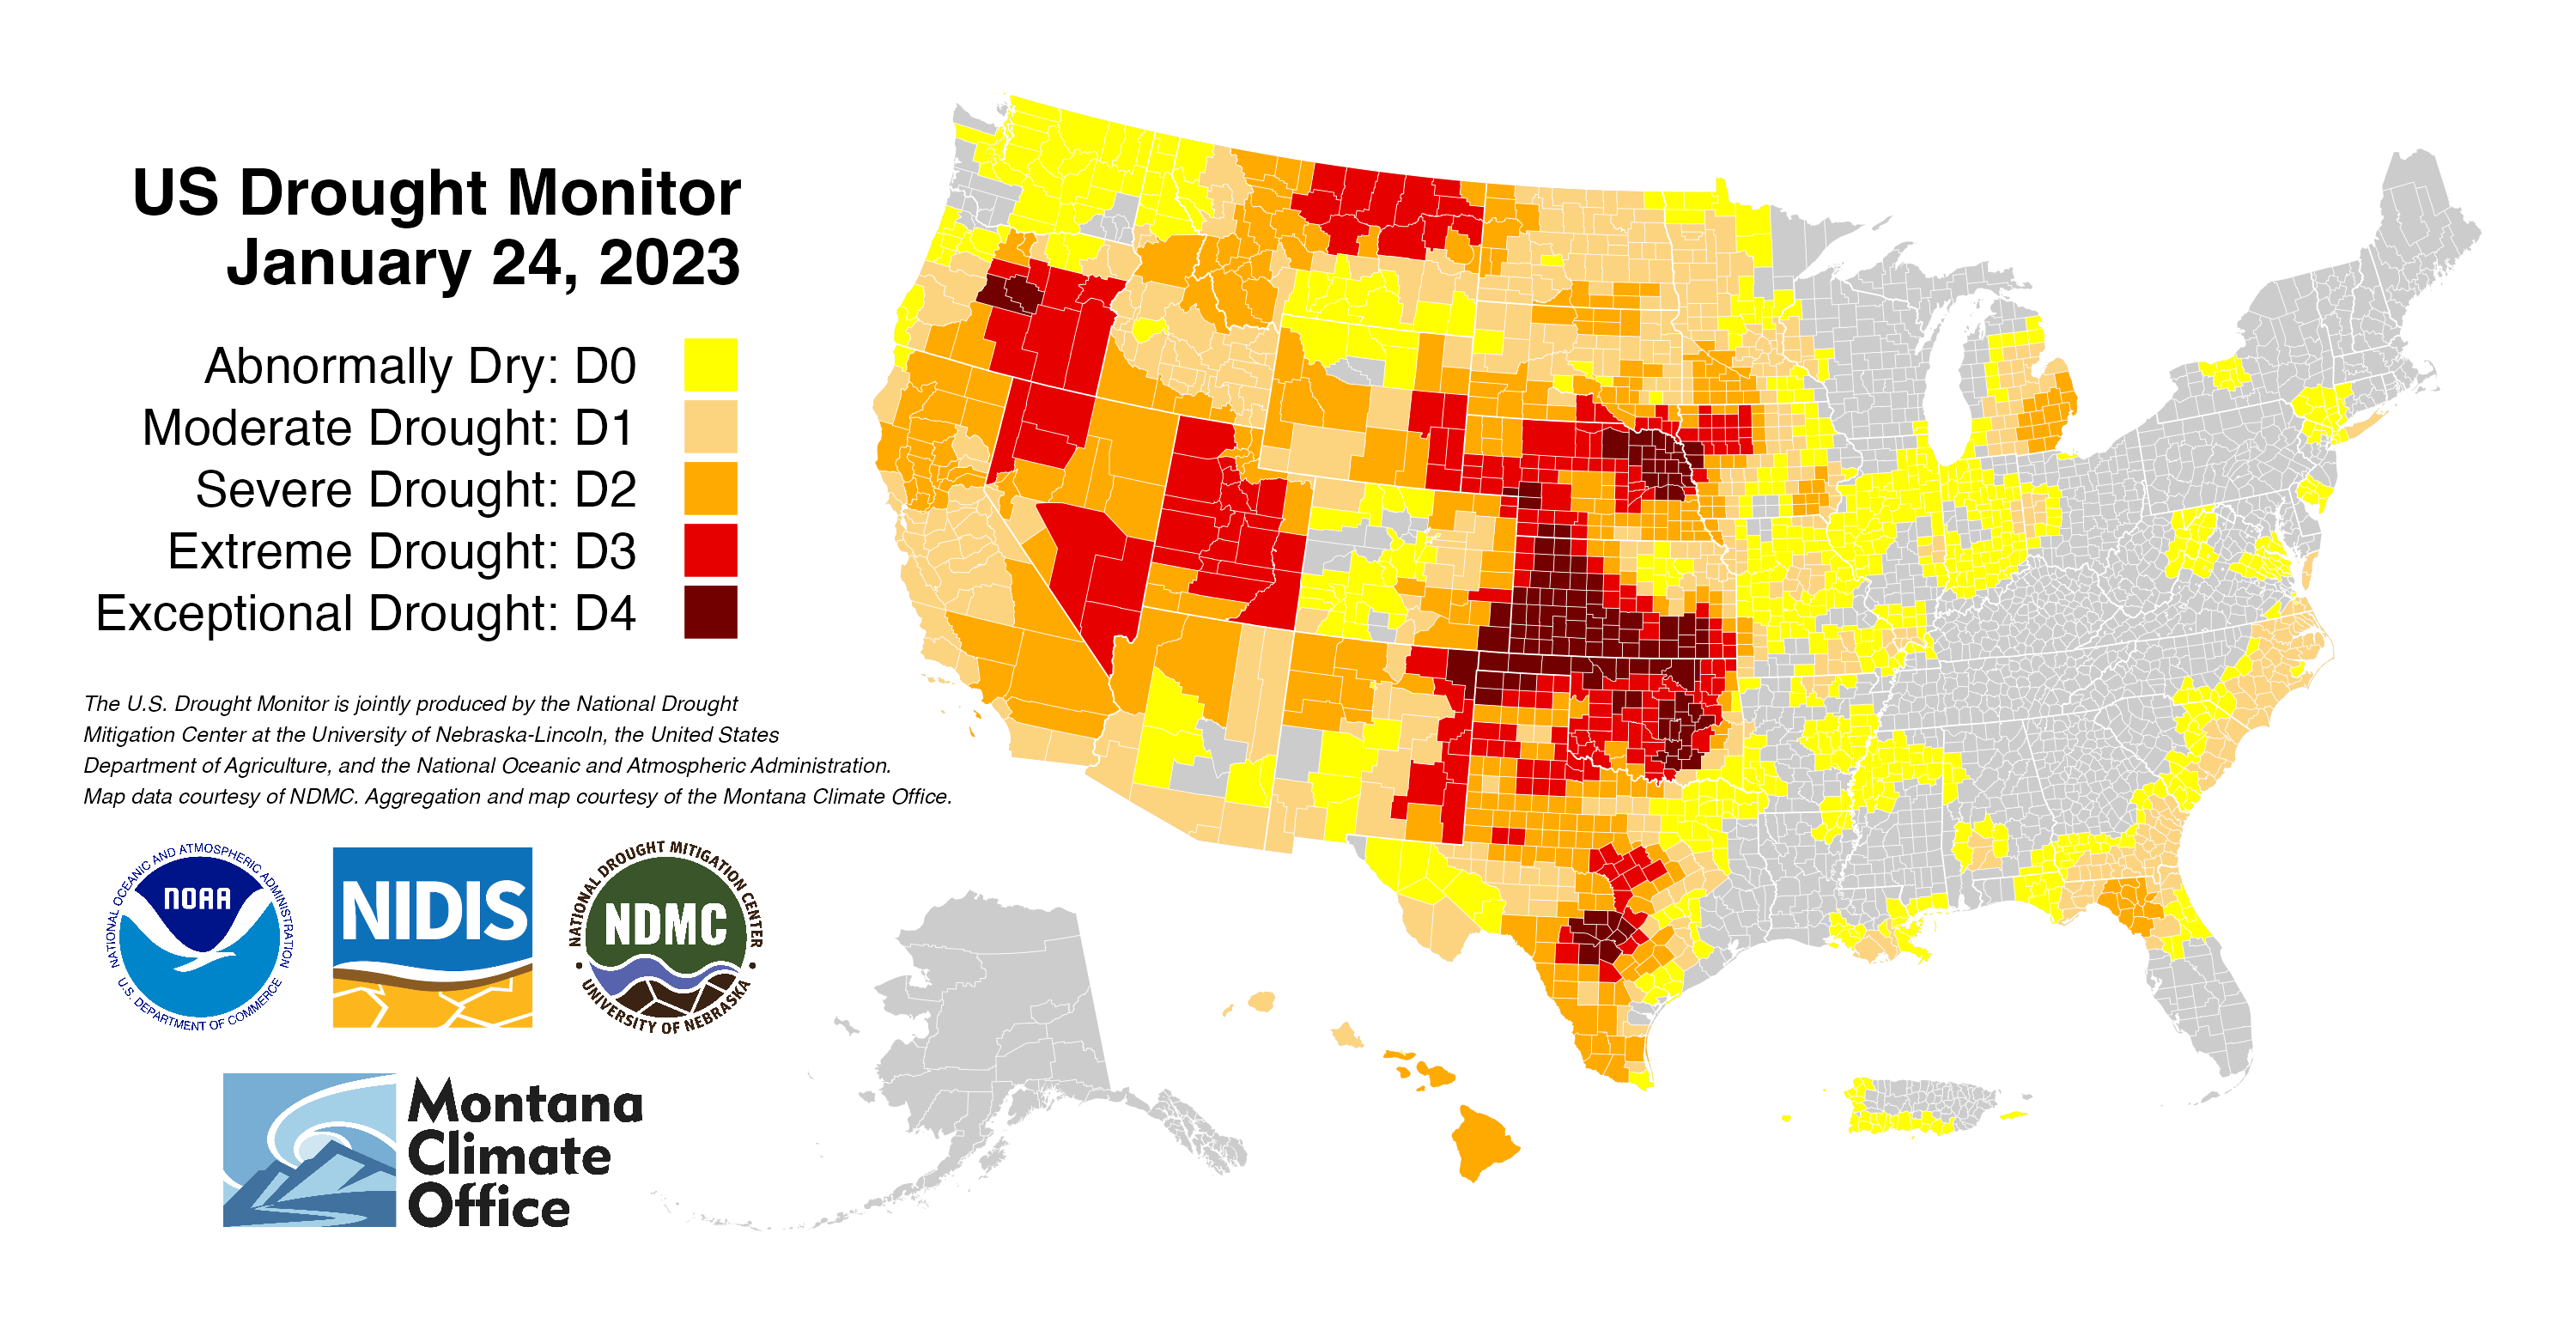 US Drought Monitor
January 24, 2023
Abnormally Dry: D0
Moderate Drought: D1
Severe Drought: D2
Extreme Drought: D3
Exceptional Drought: D4
The U.S. Drought Monitor is jointly produced by the National Drought
Mitigation Center at the University of Nebraska-Lincoln, the United States
Department of Agriculture, and the National Oceanic and Atmospheric Administration.
Map data courtesy of NDMC. Aggregation and map courtesy of the Montana Climate Office.
NATIONAL OCEANIC AND ATMOSPHERIC ADMINISTRATION
NOAA
U.S. DEPARTMENT OF COMMERCE
NIDIS
NATIONAL DROUGHT MITIGATION CENTER
NDMC
UNIVERSITY OF NEBRASKA
Montana
Climate
Office